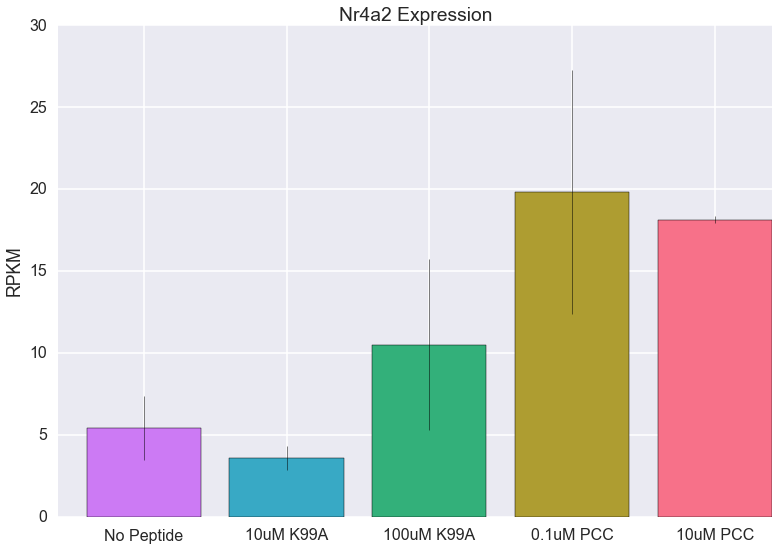 Nr4a2 Expression
30
25
20
15
10
5
0
RPKM
No Peptide
10uM K99A
100uM K99A
0.1uM PCC
10uM PCC